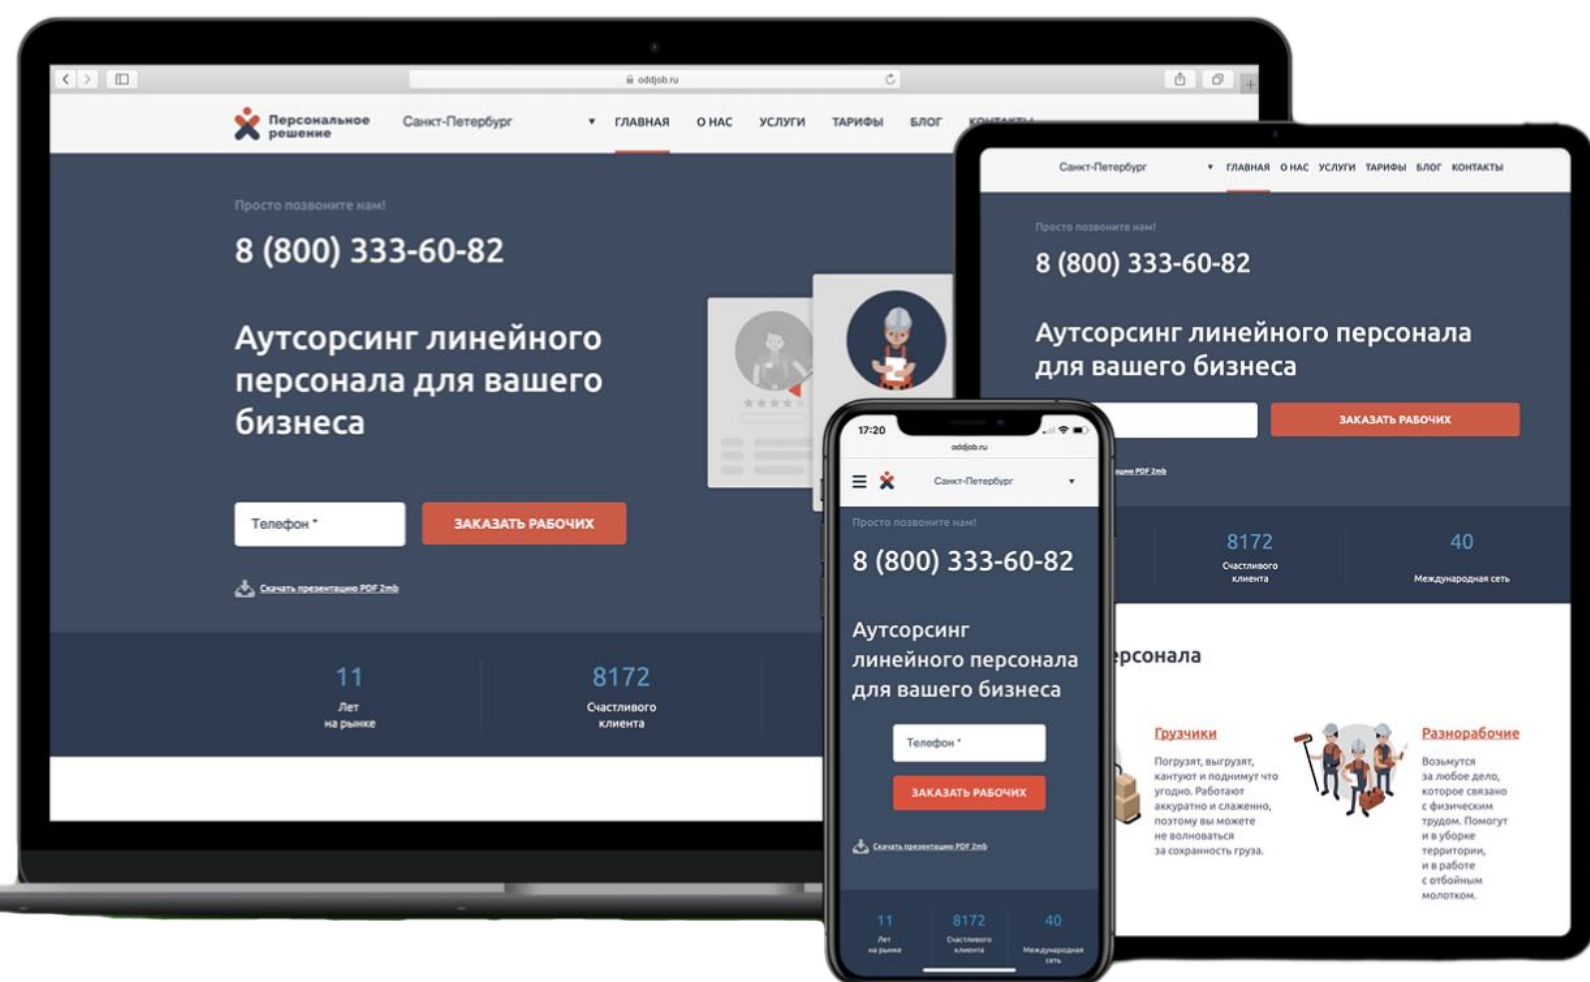 oddjob.ru
Персональное
решение
Санкт-Петербург
ГЛАВНАЯ О НАС УСЛУГИ ТАРИФЫ БЛОГ КОНТАКТЫ
Просто позвоните нам!
8 (800) 333-60-82
Аутсорсинг линейного
персонала для вашего
бизнеса
Телефон *
ЗАКАЗАТЬ РАБОЧИХ
Скачать презентацию PDF 2mb
11
Лет
на рынке
8172
Счастливого
клиента
Санкт-Петербург
ГЛАВНАЯ О НАС УСЛУГИ ТАРИФЫ БЛОГ КОНТАКТЫ
Просто позвоните нам!
8 (800) 333-60-82
Аутсорсинг линейного персонала
для вашего бизнеса
ЗАКАЗАТЬ РАБОЧИХ
PDF 2mb
8172
Счастливого
клиента
40
Международная сеть
Грузчики
Погрузят, выгрузят,
кантуют и поднимут что
угодно. Работают
аккуратно и слаженно,
поэтому вы можете
не волноваться
за сохранность груза.
Разнорабочие
Возьмутся
за любое дело,
которое связано
с физическим
трудом. Помогут
и в уборке
территории,
и в работе
с отбойным
молотком.
17:20
oddjob.ru
Санкт-Петербург
Просто позвоните нам!
8 (800) 333-60-82
Аутсорсинг
линейного персонала
для вашего бизнеса
Телефон *
ЗАКАЗАТЬ РАБОЧИХ
Скачать презентацию PDF 2mb
11
Лет
на рынке
8172
Счастливого
клиента
40
Международная
сеть